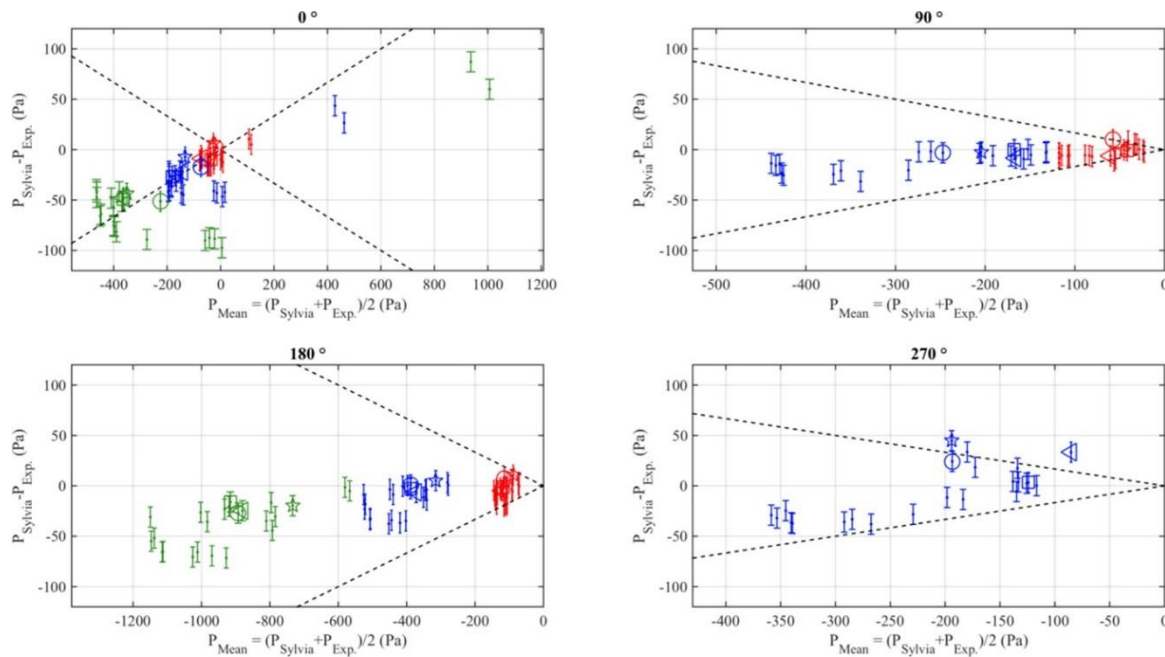 0 °
100
50
0
-50
-100
P_Sylvia-P_Exp. (Pa)
-400 -200 0 200 400 600 800 1000 1200
P_Mean = (P_Sylvia+P_Exp.)/2 (Pa)
90 °
100
50
0
-50
-100
P_Sylvia-P_Exp. (Pa)
-500 -400 -300 -200 -100 0
P_Mean = (P_Sylvia+P_Exp.)/2 (Pa)
180 °
100
50
0
-50
-100
P_Sylvia-P_Exp. (Pa)
-1200 -1000 -800 -600 -400 -200 0
P_Mean = (P_Sylvia+P_Exp.)/2 (Pa)
270 °
100
50
0
-50
-100
P_Sylvia-P_Exp. (Pa)
-400 -350 -300 -250 -200 -150 -100 -50 0
P_Mean = (P_Sylvia+P_Exp.)/2 (Pa)